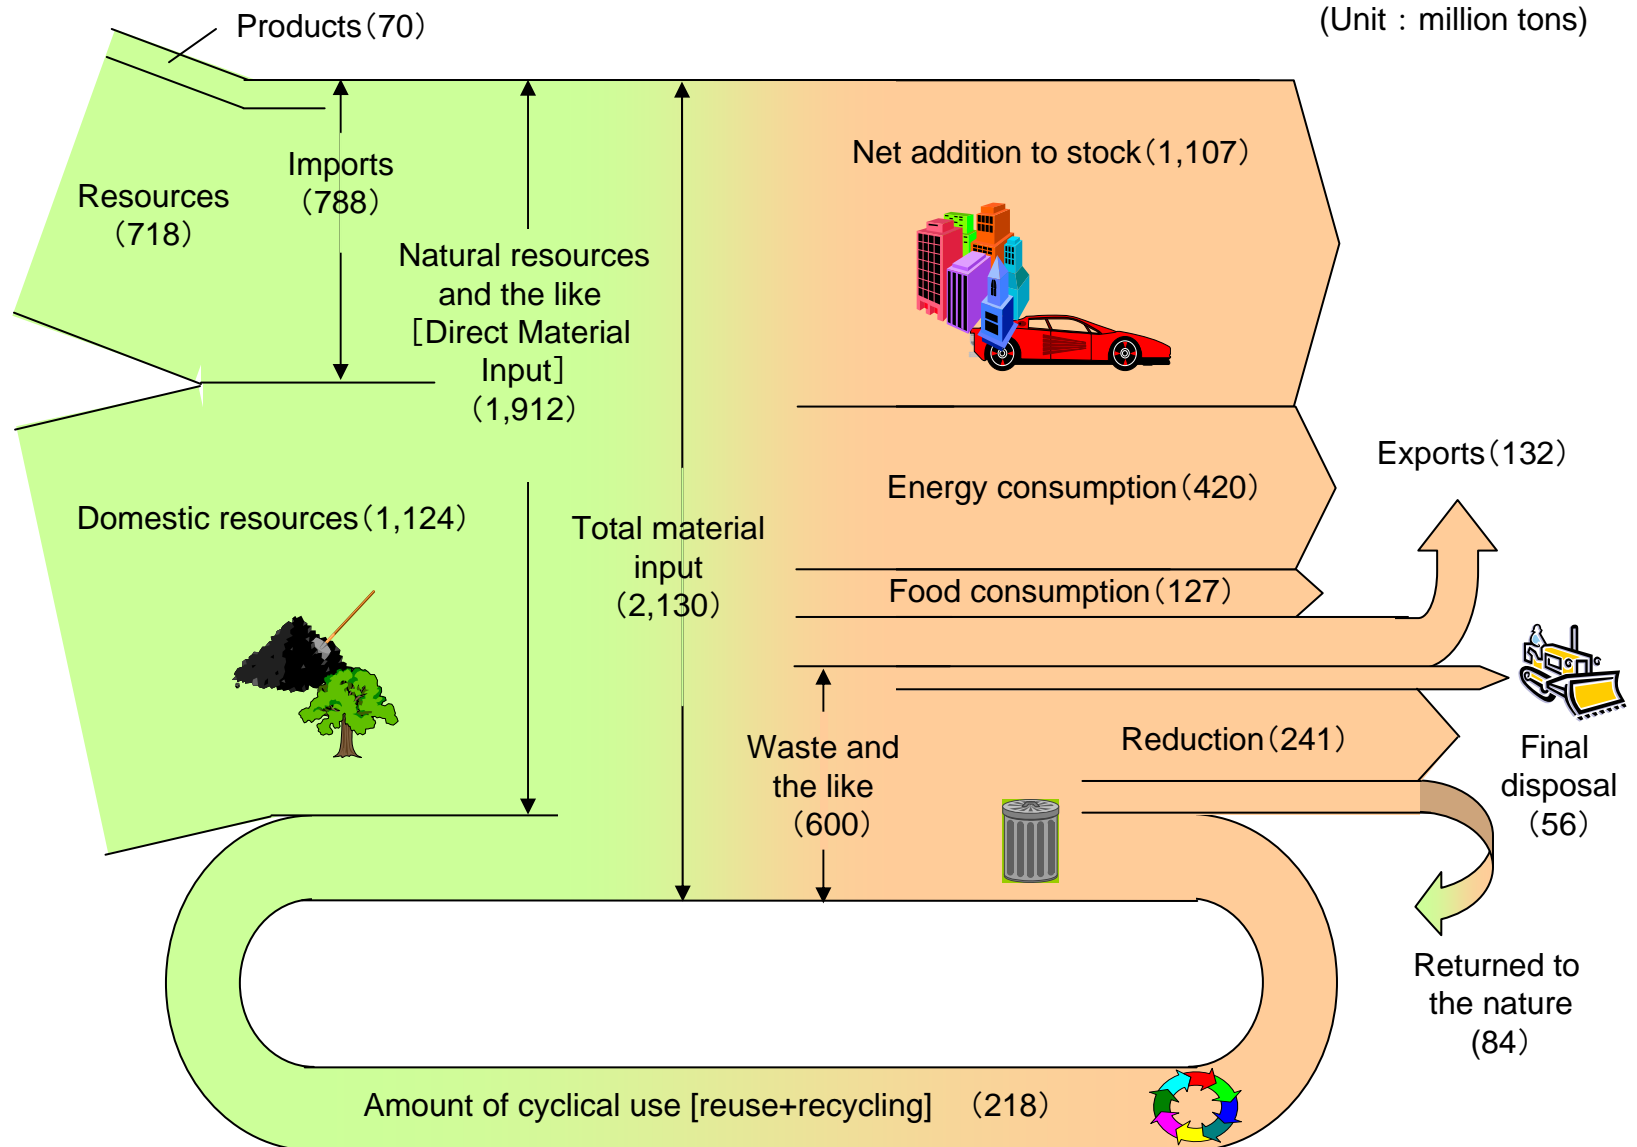 Products（70）
(Unit：million tons)
Imports
（788）
Resources
（718）
Net addition to stock（1,107）
Natural resources
and the like
［Direct Material
Input］
（1,912）
Exports（132）
Energy consumption（420）
Domestic resources（1,124）
Total material
input
（2,130）
Food consumption（127）
Waste and
the like
（600）
Reduction（241）
Final
disposal
（56）
Returned to
the nature
(84）
Amount of cyclical use [reuse+recycling] （218）